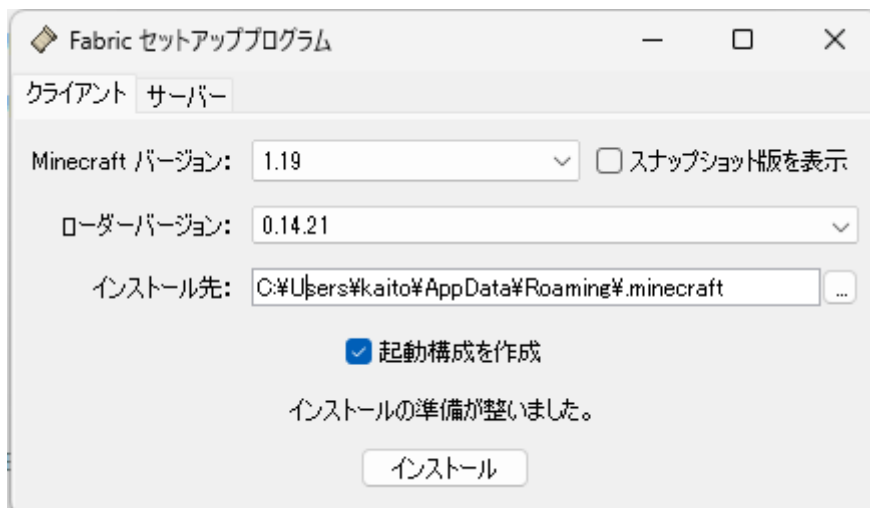 Fabric セットアッププログラム
クライアント サーバー
Minecraft バージョン: 1.19 スナップショット版を表示
ローダーバージョン: 0.14.21
インストール先: C:¥Users¥kaito¥AppData¥Roaming¥.minecraft ...
起動構成を作成
インストールの準備が整いました。
インストール